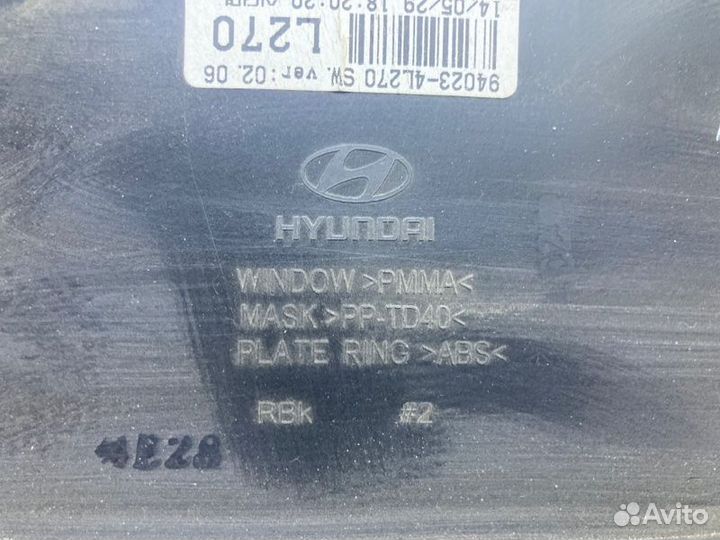 94023-4L270 SW. ver: 02. 06
L270
14/05/29 18:20:20
HYUNDAI
WINDOW >PMMA<
MASK >PP-TD40<
PLATE RING >ABS<
RBk #2
Avito